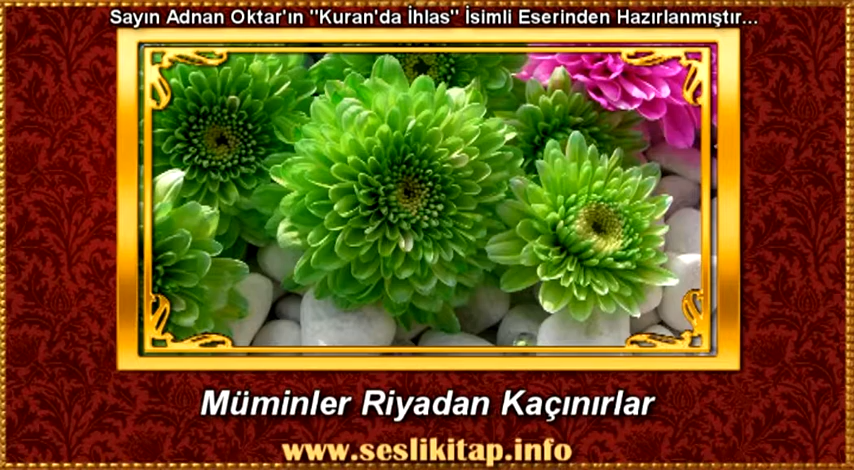 Sayın Adnan Oktar'ın "Kuran'da İhlas" İsimli Eserinden Hazırlanmıştır...
Müminler Riyadan Kaçınırlar
www.seslikitap.info